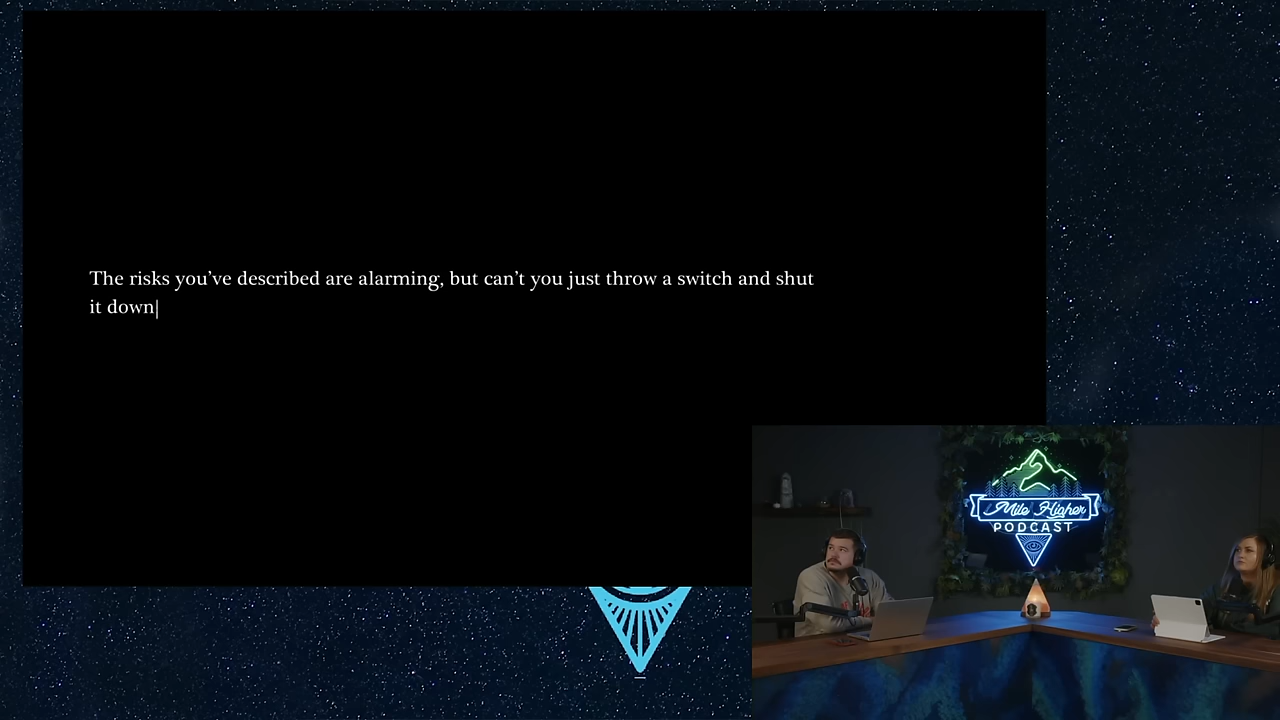 The risks you’ve described are alarming, but can’t you just throw a switch and shut
it down|
Mile Higher
PODCAST